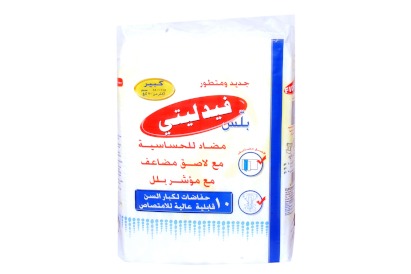 جديد ومتطور
كبير
فيدليتي
بلس
مضاد للحساسية
مع لاصق مضاعف
مع مؤشر بلل
١٠ حفاضات لكبار السن
قابلية عالية للامتصاص